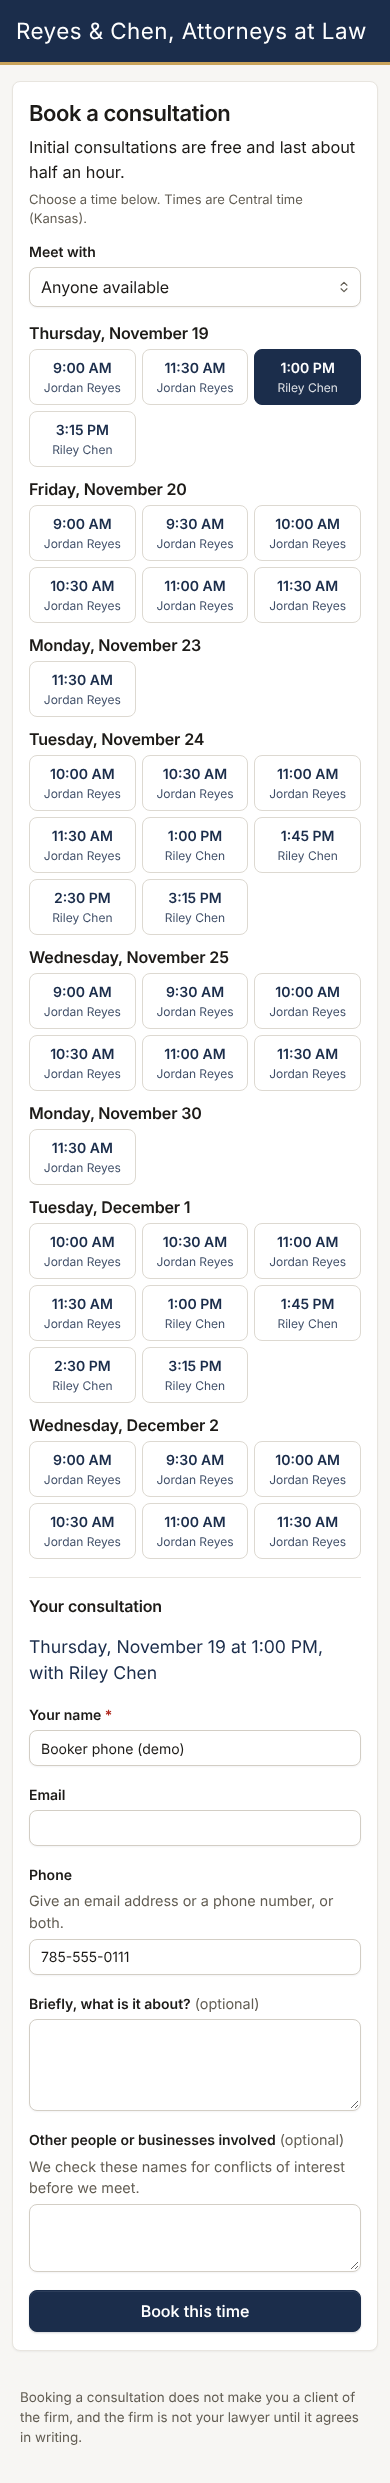 Reyes & Chen, Attorneys at Law
Book a consultation
Initial consultations are free and last about
half an hour.
Choose a time below. Times are Central time
(Kansas).
Meet with
Anyone available
Thursday, November 19
9:00 AM 11:30 AM 1:00 PM
Jordan Reyes Jordan Reyes Riley Chen
3:15 PM
Riley Chen
Friday, November 20
9:00 AM 9:30 AM 10:00 AM
Jordan Reyes Jordan Reyes Jordan Reyes
10:30 AM 11:00 AM 11:30 AM
Jordan Reyes Jordan Reyes Jordan Reyes
Monday, November 23
11:30 AM
Jordan Reyes
Tuesday, November 24
10:00 AM 10:30 AM 11:00 AM
Jordan Reyes Jordan Reyes Jordan Reyes
11:30 AM 1:00 PM 1:45 PM
Jordan Reyes Riley Chen Riley Chen
2:30 PM 3:15 PM
Riley Chen Riley Chen
Wednesday, November 25
9:00 AM 9:30 AM 10:00 AM
Jordan Reyes Jordan Reyes Jordan Reyes
10:30 AM 11:00 AM 11:30 AM
Jordan Reyes Jordan Reyes Jordan Reyes
Monday, November 30
11:30 AM
Jordan Reyes
Tuesday, December 1
10:00 AM 10:30 AM 11:00 AM
Jordan Reyes Jordan Reyes Jordan Reyes
11:30 AM 1:00 PM 1:45 PM
Jordan Reyes Riley Chen Riley Chen
2:30 PM 3:15 PM
Riley Chen Riley Chen
Wednesday, December 2
9:00 AM 9:30 AM 10:00 AM
Jordan Reyes Jordan Reyes Jordan Reyes
10:30 AM 11:00 AM 11:30 AM
Jordan Reyes Jordan Reyes Jordan Reyes
Your consultation
Thursday, November 19 at 1:00 PM,
with Riley Chen
Your name *
Booker phone (demo)
Email
Phone
Give an email address or a phone number, or
both.
785-555-0111
Briefly, what is it about? (optional)
Other people or businesses involved (optional)
We check these names for conflicts of interest
before we meet.
Book this time
Booking a consultation does not make you a client of
the firm, and the firm is not your lawyer until it agrees
in writing.